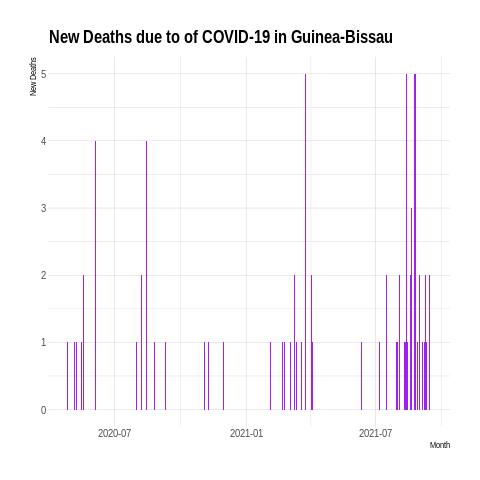 New Deaths due to of COVID-19 in Guinea-Bissau
New Deaths
5
4
3
2
1
0
2020-07 2021-01 2021-07
Month